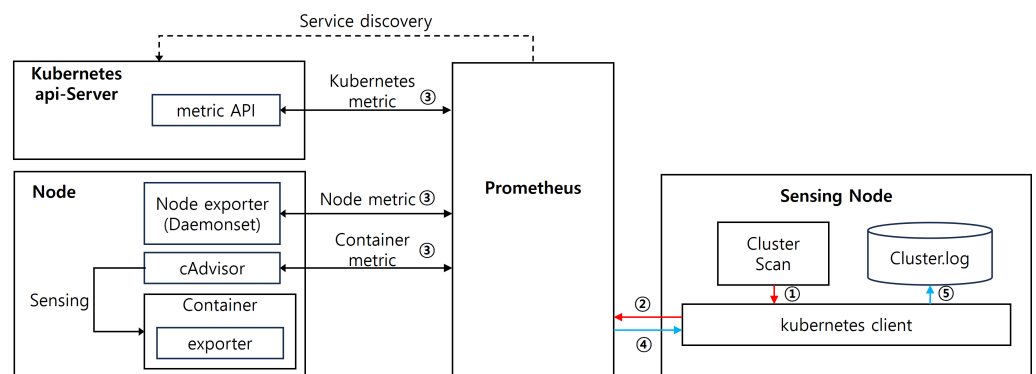 Service discovery
Kubernetes
api-Server
metric API
Kubernetes
metric ③
Node
Node exporter
(Daemonset)
Node metric ③
Container
metric ③
cAdvisor
Sensing
Container
exporter
Prometheus
②
④
Sensing Node
Cluster
Scan
Cluster.log
①
⑤
kubernetes client